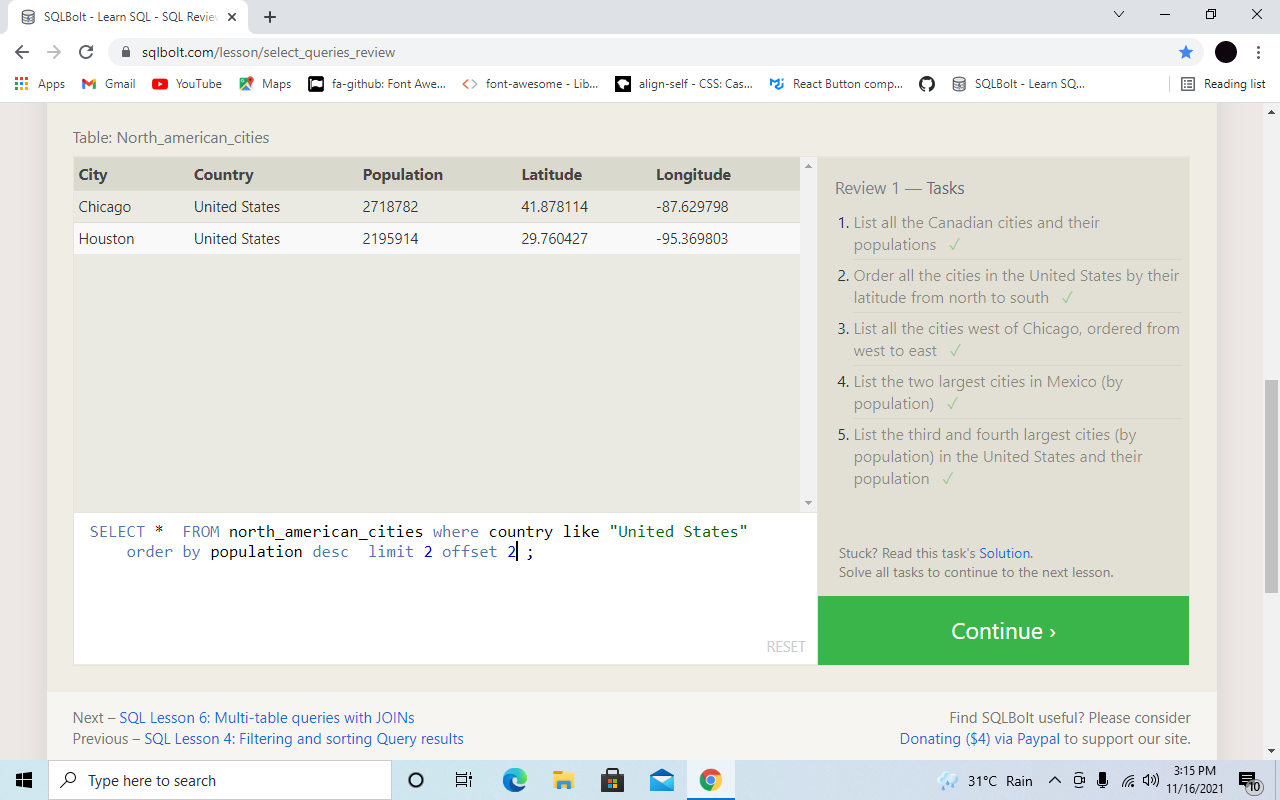 SQLBolt - Learn SQL - SQL Review
sqlbolt.com/lesson/select_queries_review
Apps Gmail YouTube Maps fa-github: Font Awe... font-awesome - Lib... align-self - CSS: Cas... React Button comp... SQLBolt - Learn SQ... Reading list
Table: North_american_cities
City Country Population Latitude Longitude
Chicago United States 2718782 41.878114 -87.629798
Houston United States 2195914 29.760427 -95.369803
SELECT *  FROM north_american_cities where country like "United States"
order by population desc  limit 2 offset 2 ;
RESET
Review 1 — Tasks
1. List all the Canadian cities and their
populations ✓
2. Order all the cities in the United States by their
latitude from north to south ✓
3. List all the cities west of Chicago, ordered from
west to east ✓
4. List the two largest cities in Mexico (by
population) ✓
5. List the third and fourth largest cities (by
population) in the United States and their
population ✓
Stuck? Read this task's Solution.
Solve all tasks to continue to the next lesson.
Continue ›
Next – SQL Lesson 6: Multi-table queries with JOINs
Previous – SQL Lesson 4: Filtering and sorting Query results
Find SQLBolt useful? Please consider
Donating ($4) via Paypal to support our site.
Type here to search
31°C Rain
3:15 PM
11/16/2021
10